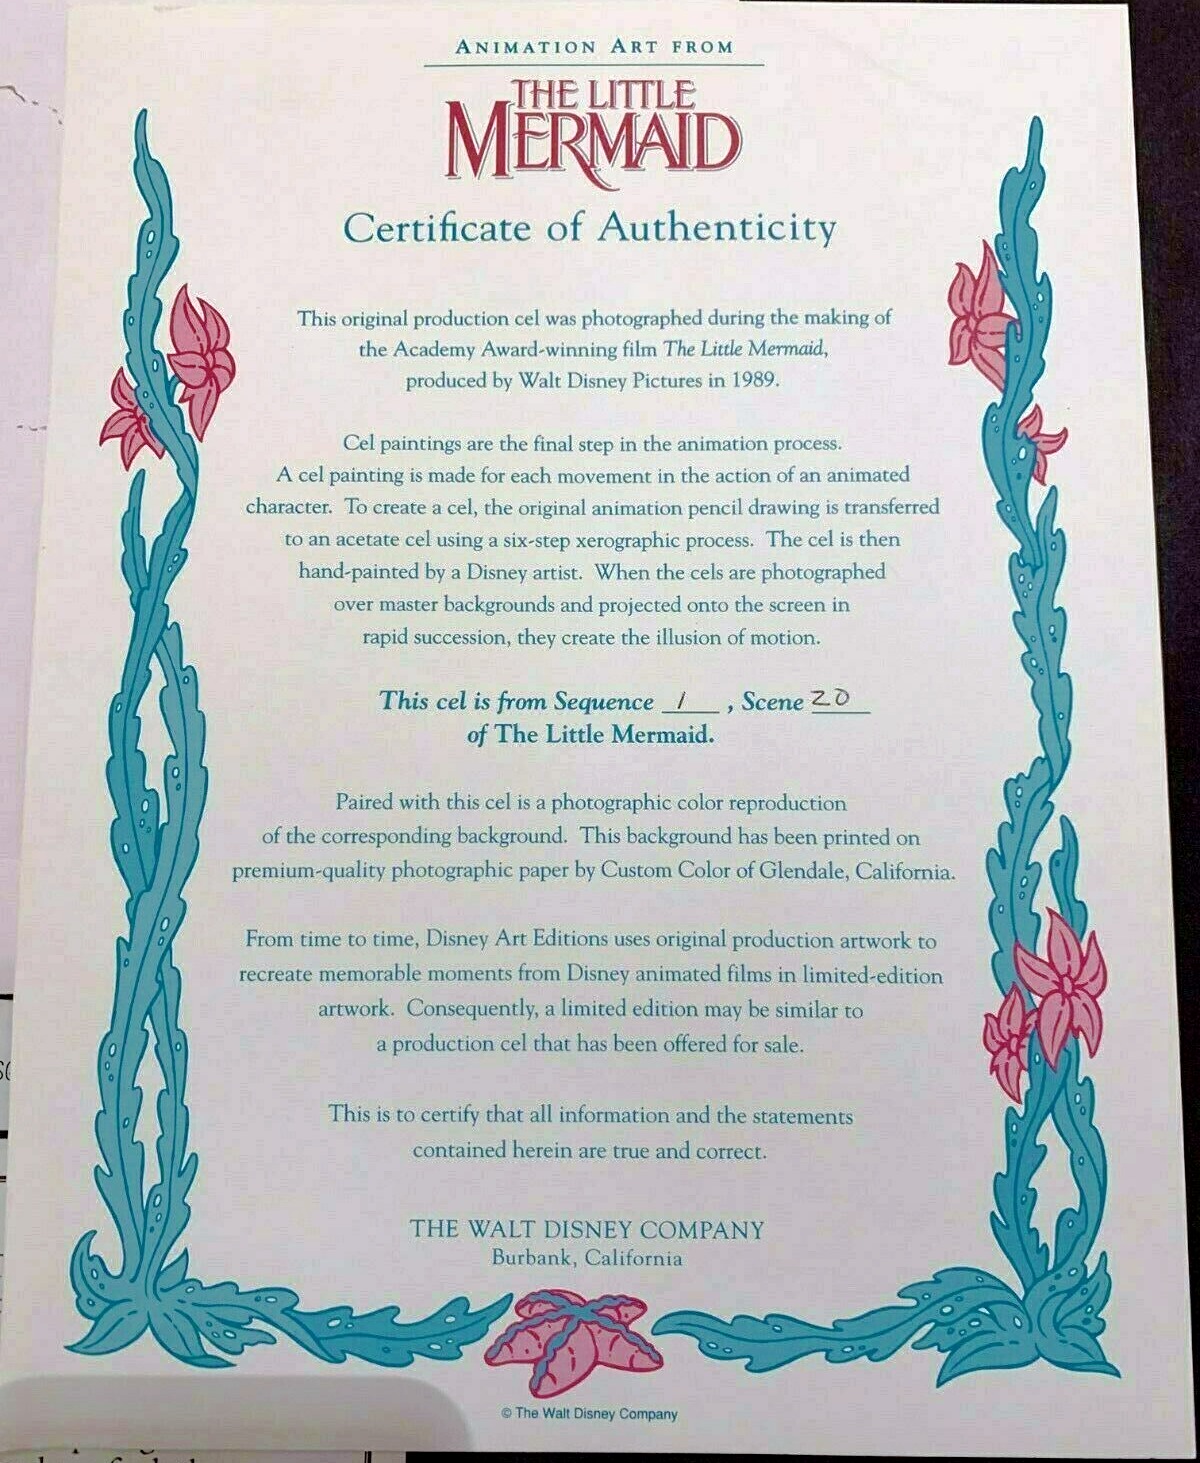 ANIMATION ART FROM
THE LITTLE
MERMAID
Certificate of Authenticity
This original production cel was photographed during the making of
the Academy Award-winning film The Little Mermaid,
produced by Walt Disney Pictures in 1989.
Cel paintings are the final step in the animation process.
A cel painting is made for each movement in the action of an animated
character. To create a cel, the original animation pencil drawing is transferred
to an acetate cel using a six-step xerographic process. The cel is then
hand-painted by a Disney artist. When the cels are photographed
over master backgrounds and projected onto the screen in
rapid succession, they create the illusion of motion.
This cel is from Sequence 1, Scene 20
of The Little Mermaid.
Paired with this cel is a photographic color reproduction
of the corresponding background. This background has been printed on
premium-quality photographic paper by Custom Color of Glendale, California.
From time to time, Disney Art Editions uses original production artwork to
recreate memorable moments from Disney animated films in limited-edition
artwork. Consequently, a limited edition may be similar to
a production cel that has been offered for sale.
This is to certify that all information and the statements
contained herein are true and correct.
THE WALT DISNEY COMPANY
Burbank, California
© The Walt Disney Company